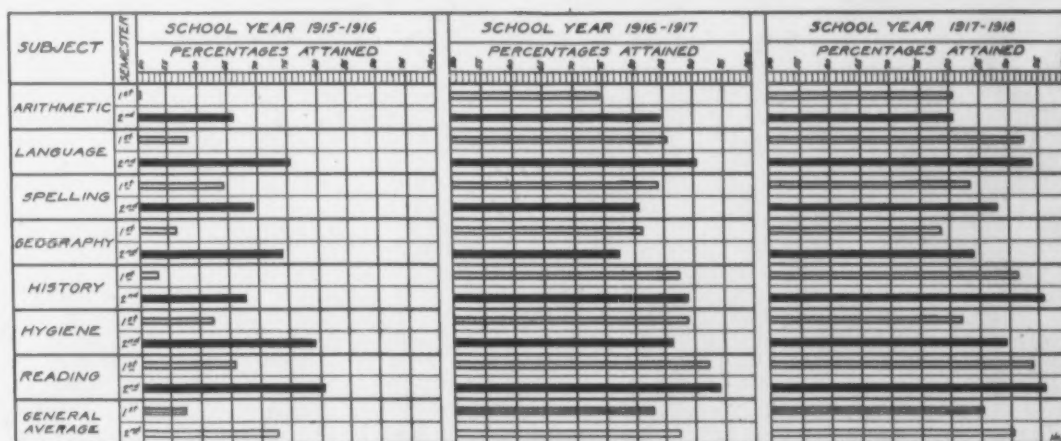 SUBJECT
SEMESTER
SCHOOL YEAR 1915-1916
PERCENTAGES ATTAINED
SCHOOL YEAR 1916-1917
PERCENTAGES ATTAINED
SCHOOL YEAR 1917-1918
PERCENTAGES ATTAINED
ARITHMETIC
1st
2nd
LANGUAGE
1st
2nd
SPELLING
1st
2nd
GEOGRAPHY
1st
2nd
HISTORY
1st
2nd
HYGIENE
1st
2nd
READING
1st
2nd
GENERAL
AVERAGE
1st
2nd